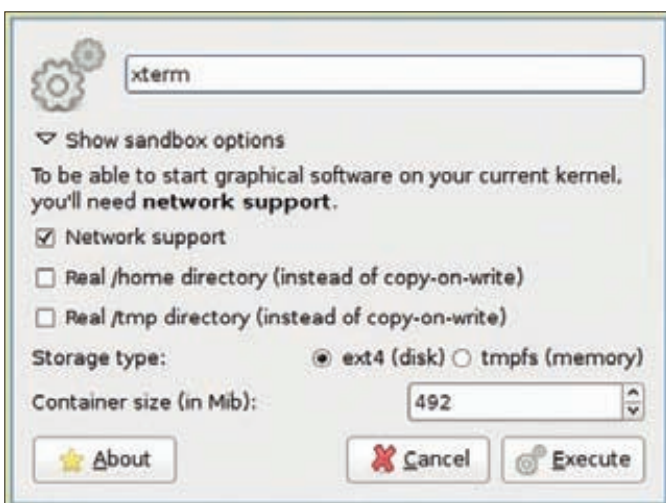 xterm
Show sandbox options
To be able to start graphical software on your current kernel,
you'll need network support.
Network support
Real /home directory (instead of copy-on-write)
Real /tmp directory (instead of copy-on-write)
Storage type: ext4 (disk) tmpfs (memory)
Container size (in Mib): 492
About Cancel Execute